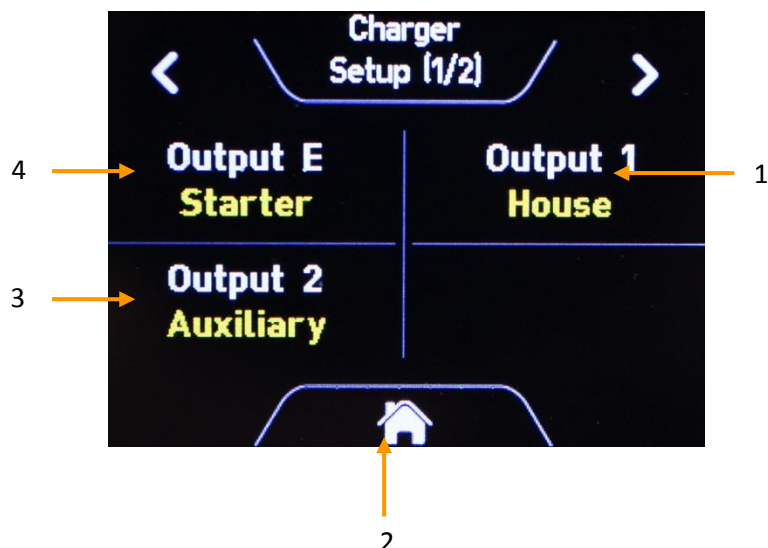 Charger
Setup (1/2)
4
Output E
Starter
Output 1
House
1
3
Output 2
Auxiliary
2